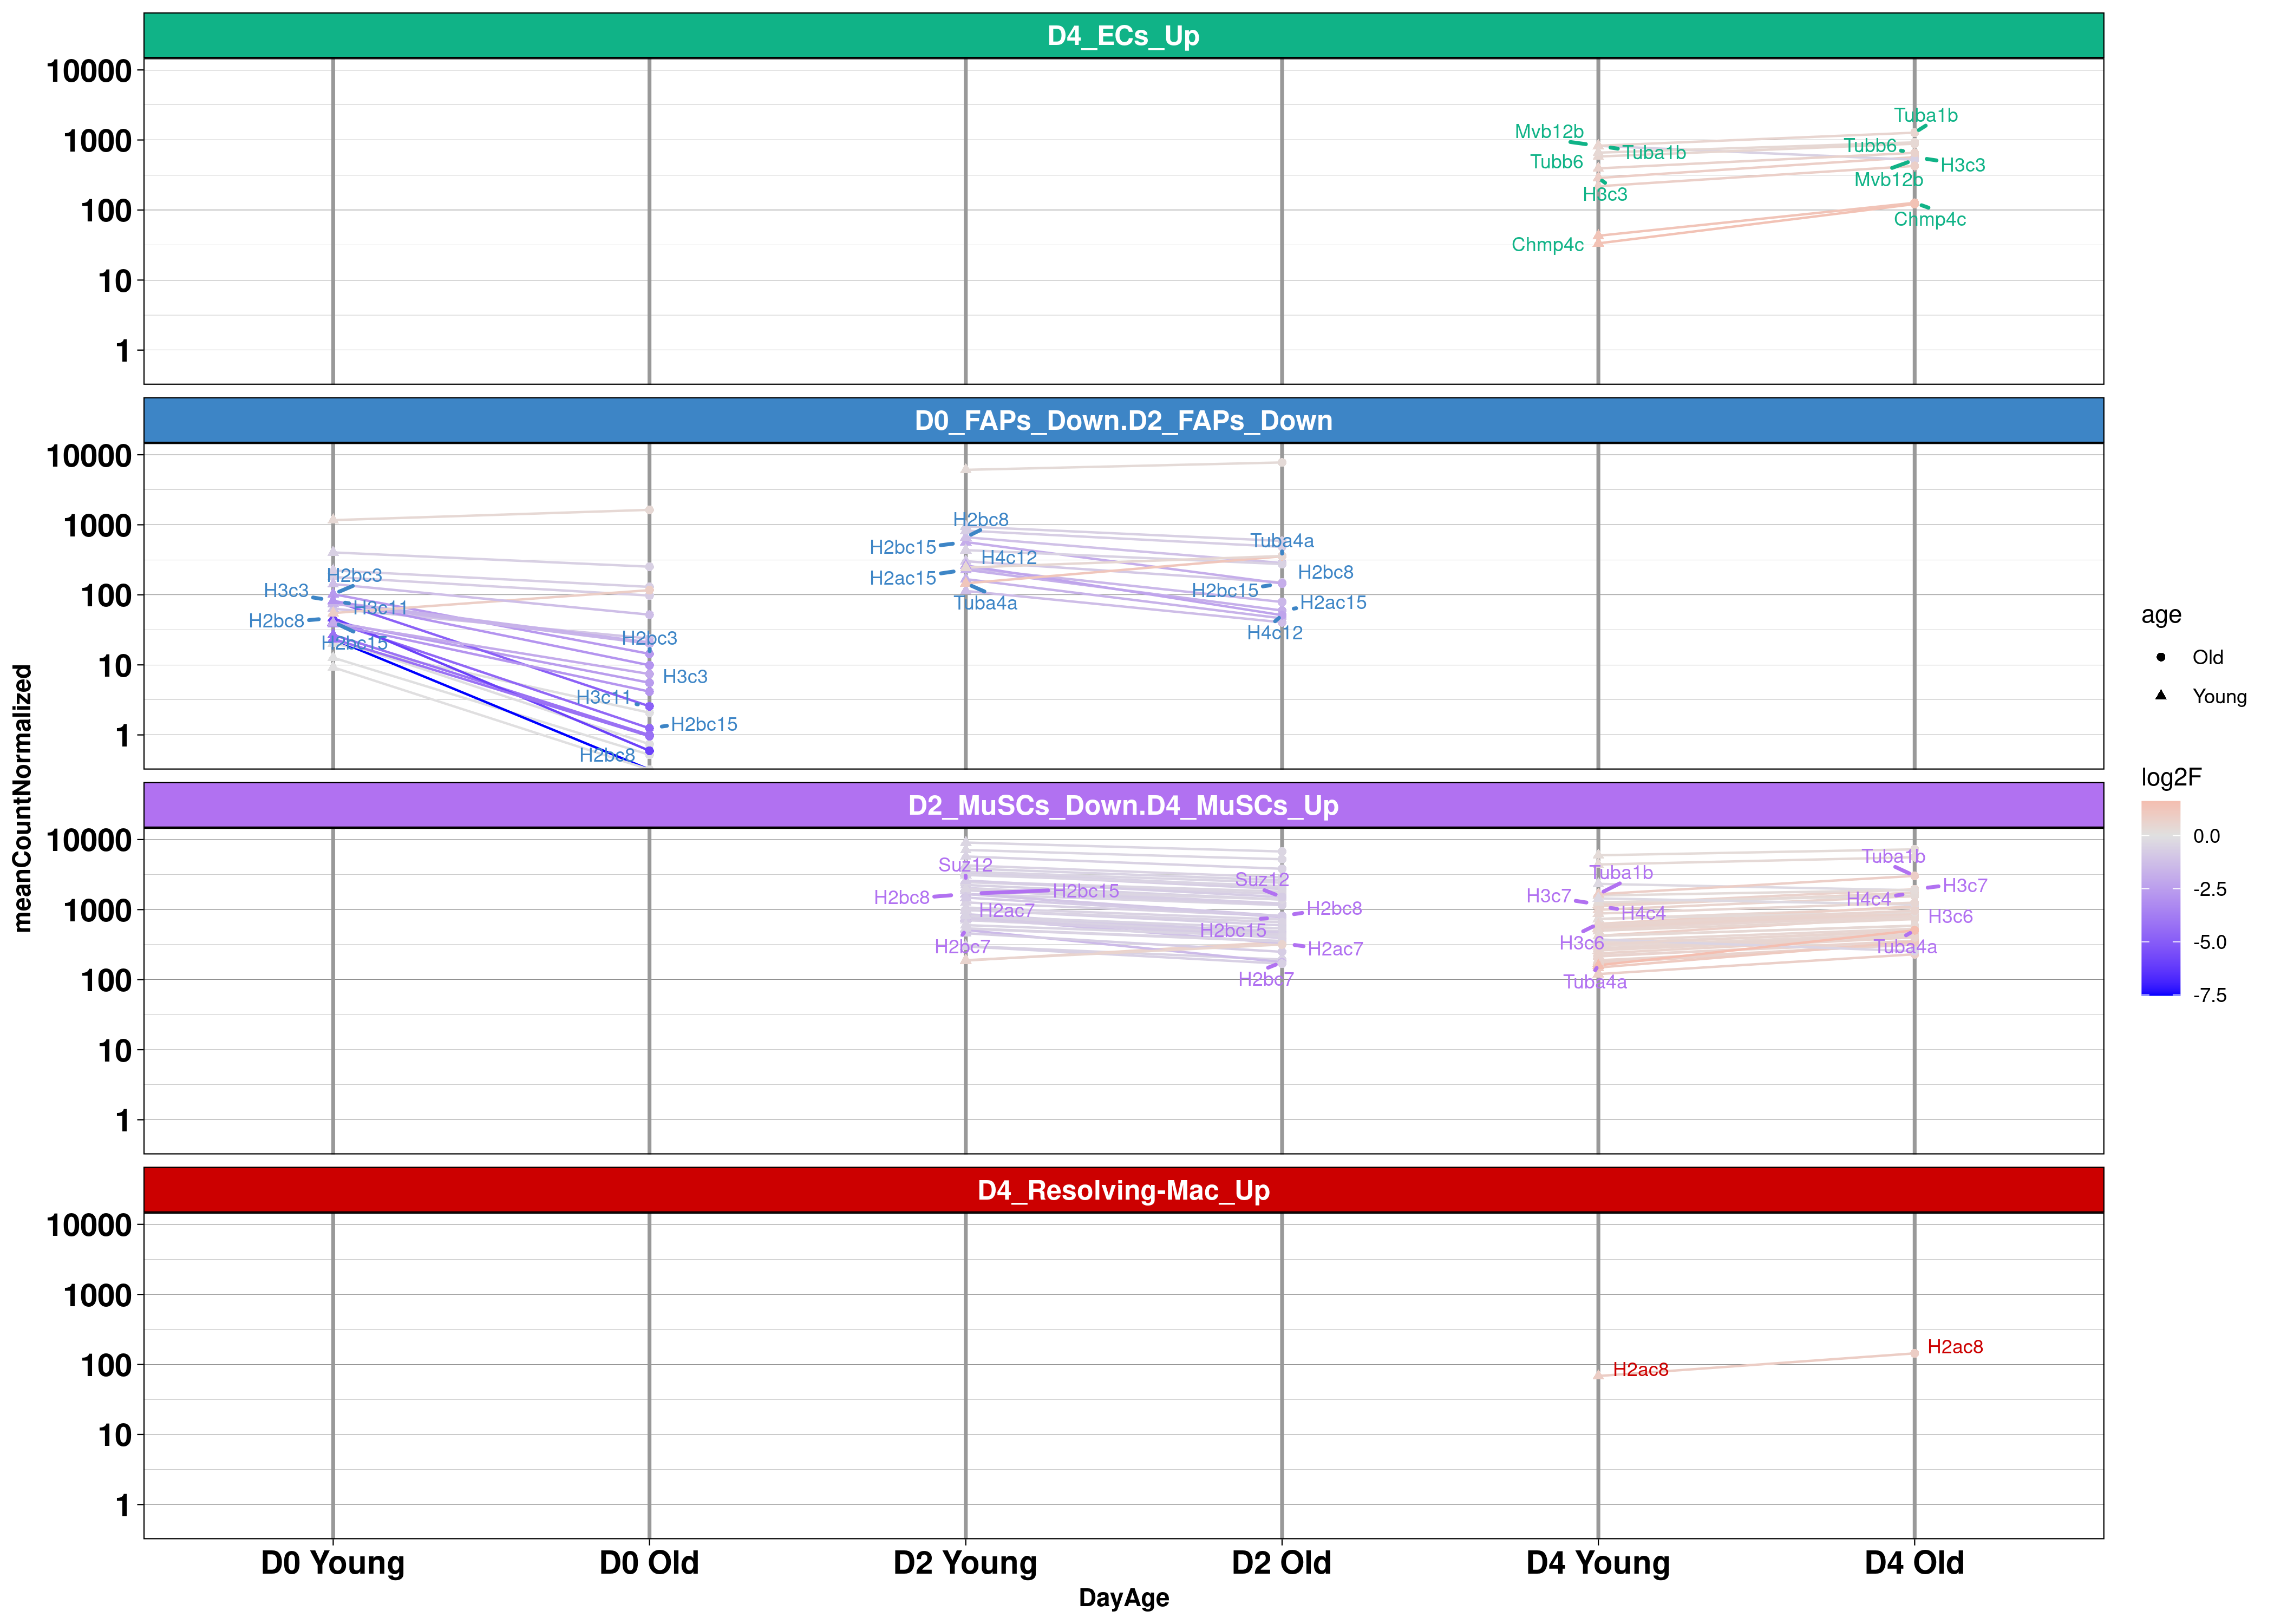 D4_ECs_Up
10000
1000
100
10
1
Mvb12b
Tuba1b
Tubb6
H3c3
Chmp4c
Tuba1b
Tubb6
H3c3
Mvb12b
Chmp4c
D0_FAPs_Down.D2_FAPs_Down
10000
1000
100
10
1
H2bc3
H3c3
H3c11
H2bc8
H2bc15
H2bc3
H3c3
H3c11
H2bc15
H2bc8
H2bc8
H2bc15
H4c12
H2ac15
Tuba4a
Tuba4a
H2bc8
H2bc15
H2ac15
H4c12
D2_MuSCs_Down.D4_MuSCs_Up
10000
1000
100
10
1
Suz12
H2bc15
H2bc8
H2ac7
H2bc7
Suz12
H2bc8
H2bc15
H2ac7
H2bc7
Tuba1b
H3c7
H4c4
H3c6
Tuba4a
Tuba1b
H3c7
H4c4
H3c6
Tuba4a
D4_Resolving-Mac_Up
10000
1000
100
10
1
H2ac8
H2ac8
D0 Young
D0 Old
D2 Young
D2 Old
D4 Young
D4 Old
DayAge
meanCountNormalized
age
Old
Young
log2F
0.0
-2.5
-5.0
-7.5